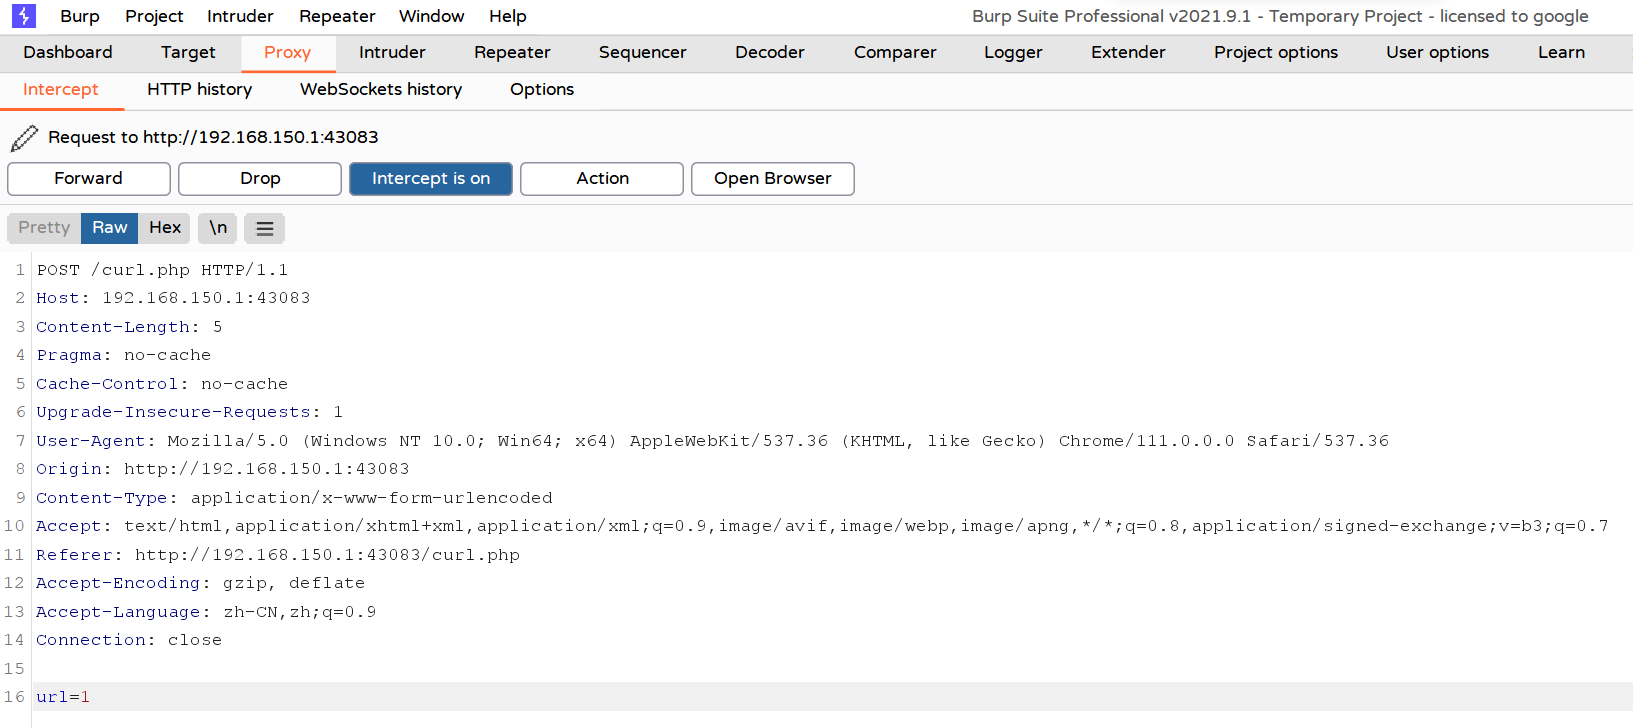 Burp Project Intruder Repeater Window Help Burp Suite Professional v2021.9.1 - Temporary Project - licensed to google
Dashboard Target Proxy Intruder Repeater Sequencer Decoder Comparer Logger Extender Project options User options Learn
Intercept HTTP history WebSockets history Options
Request to http://192.168.150.1:43083
Forward Drop Intercept is on Action Open Browser
Pretty Raw Hex \n
1 POST /curl.php HTTP/1.1
2 Host: 192.168.150.1:43083
3 Content-Length: 5
4 Pragma: no-cache
5 Cache-Control: no-cache
6 Upgrade-Insecure-Requests: 1
7 User-Agent: Mozilla/5.0 (Windows NT 10.0; Win64; x64) AppleWebKit/537.36 (KHTML, like Gecko) Chrome/111.0.0.0 Safari/537.36
8 Origin: http://192.168.150.1:43083
9 Content-Type: application/x-www-form-urlencoded
10 Accept: text/html,application/xhtml+xml,application/xml;q=0.9,image/avif,image/webp,image/apng,*/*;q=0.8,application/signed-exchange;v=b3;q=0.7
11 Referer: http://192.168.150.1:43083/curl.php
12 Accept-Encoding: gzip, deflate
13 Accept-Language: zh-CN,zh;q=0.9
14 Connection: close
15
16 url=1